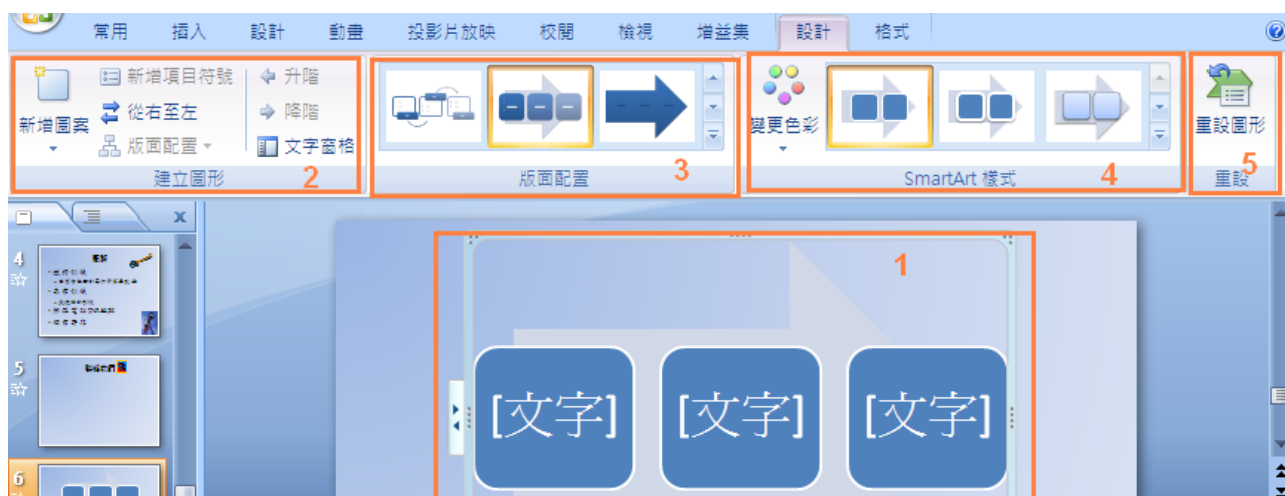 常用 插入 設計 動畫 投影片放映 校閱 檢視 增益集 設計 格式
新增圖案
新增項目符號
從右至左
版面配置
升階
降階
文字窗格
建立圖形 2
版面配置 3
變更色彩
SmartArt 樣式 4
重設圖形
重設 5
1
4
5
6
[文字] [文字] [文字]